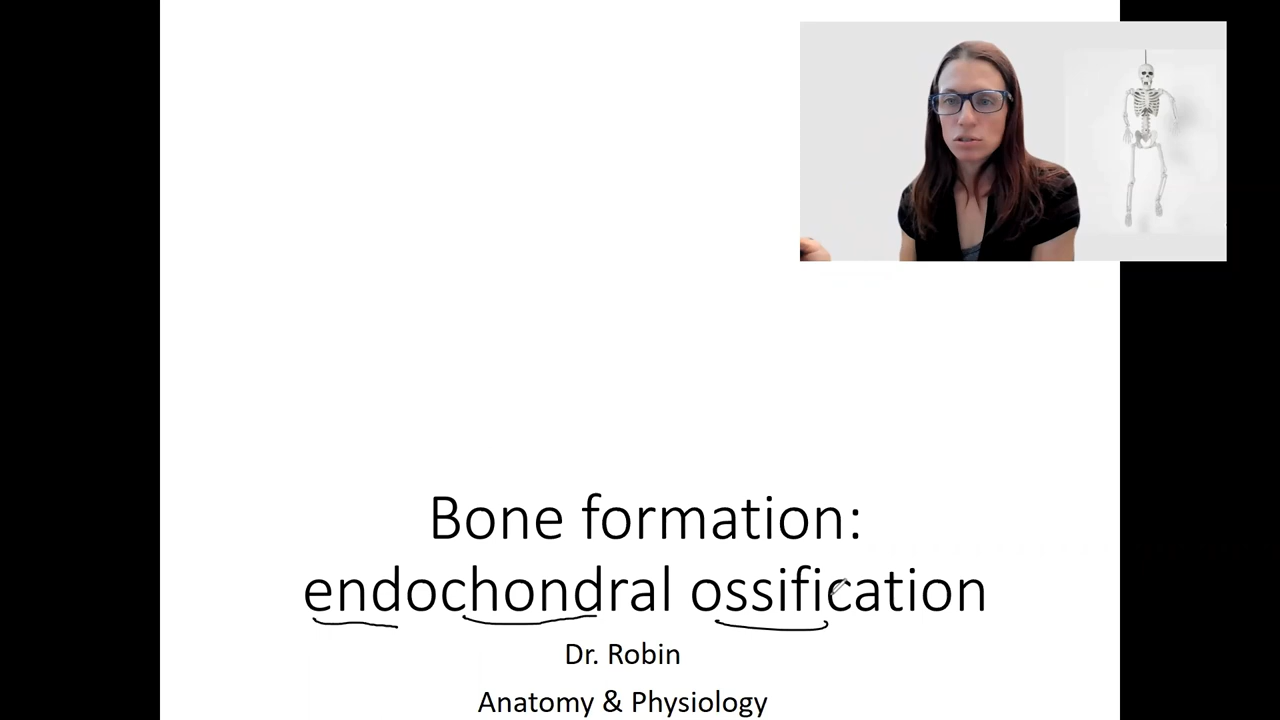 Bone formation:
endochondral ossification
Dr. Robin
Anatomy & Physiology